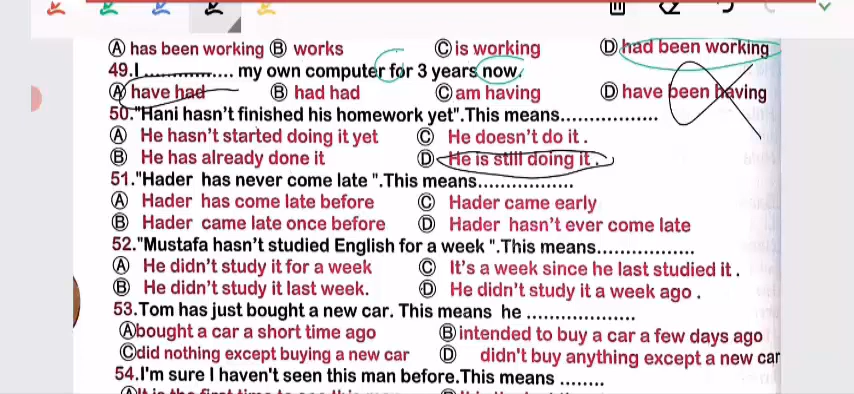 Ⓐ has been working Ⓑ works Ⓒ is working Ⓓ had been working
49.I ................. my own computer for 3 years now.
Ⓐ have had Ⓑ had had Ⓒ am having Ⓓ have been having
50."Hani hasn't finished his homework yet".This means..................
Ⓐ He hasn't started doing it yet Ⓒ He doesn't do it .
Ⓑ He has already done it Ⓓ He is still doing it .
51."Hader has never come late ".This means..................
Ⓐ Hader has come late before Ⓒ Hader came early
Ⓑ Hader came late once before Ⓓ Hader hasn't ever come late
52."Mustafa hasn't studied English for a week ".This means..................
Ⓐ He didn't study it for a week Ⓒ It's a week since he last studied it .
Ⓑ He didn't study it last week. Ⓓ He didn't study it a week ago .
53.Tom has just bought a new car. This means he ....................
Ⓐbought a car a short time ago Ⓑintended to buy a car a few days ago
Ⓒdid nothing except buying a new car Ⓓ didn't buy anything except a new car
54.I'm sure I haven't seen this man before.This means ........